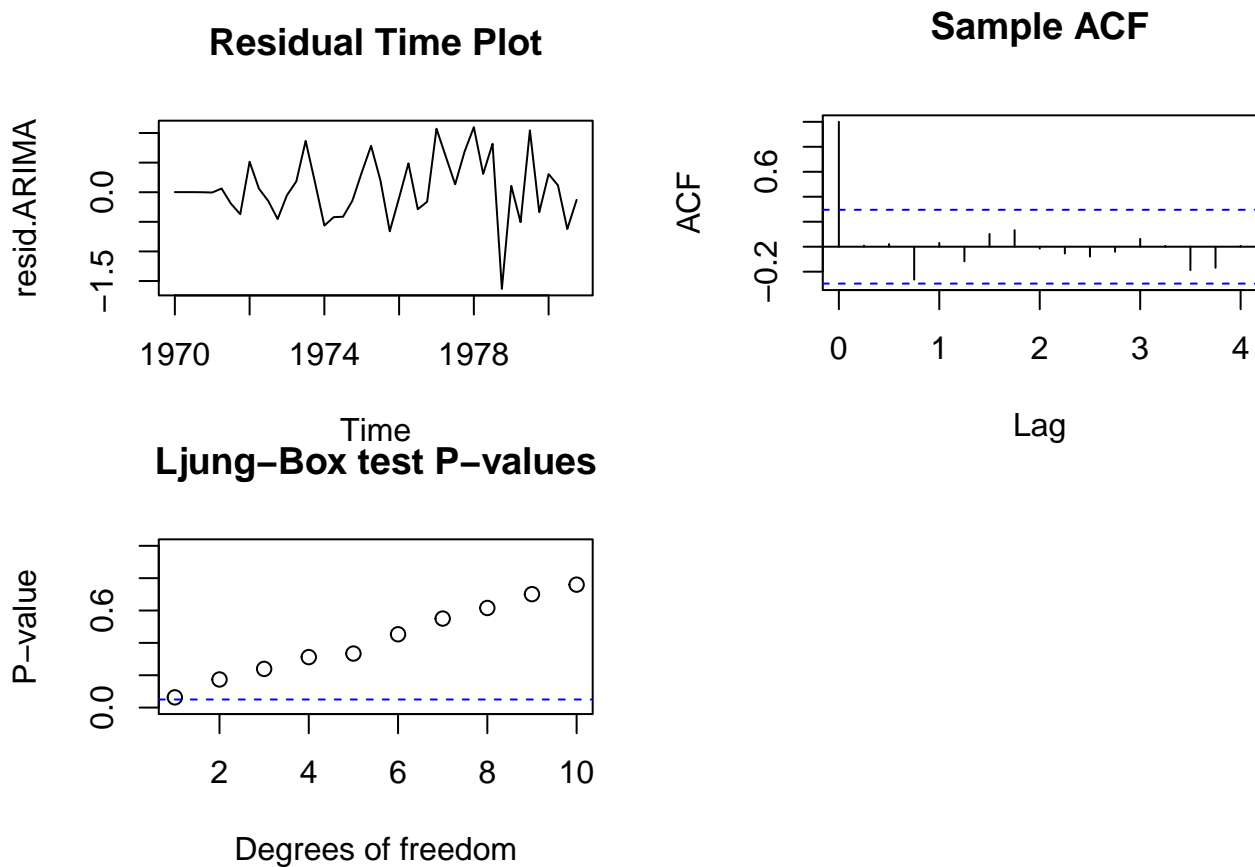 Residual Time Plot
resid.ARIMA
0.0
−1.5
1970 1974 1978
Time
Sample ACF
ACF
0.6
−0.2
0 1 2 3 4
Lag
Ljung−Box test P−values
P−value
0.6
0.0
2 4 6 8 10
Degrees of freedom